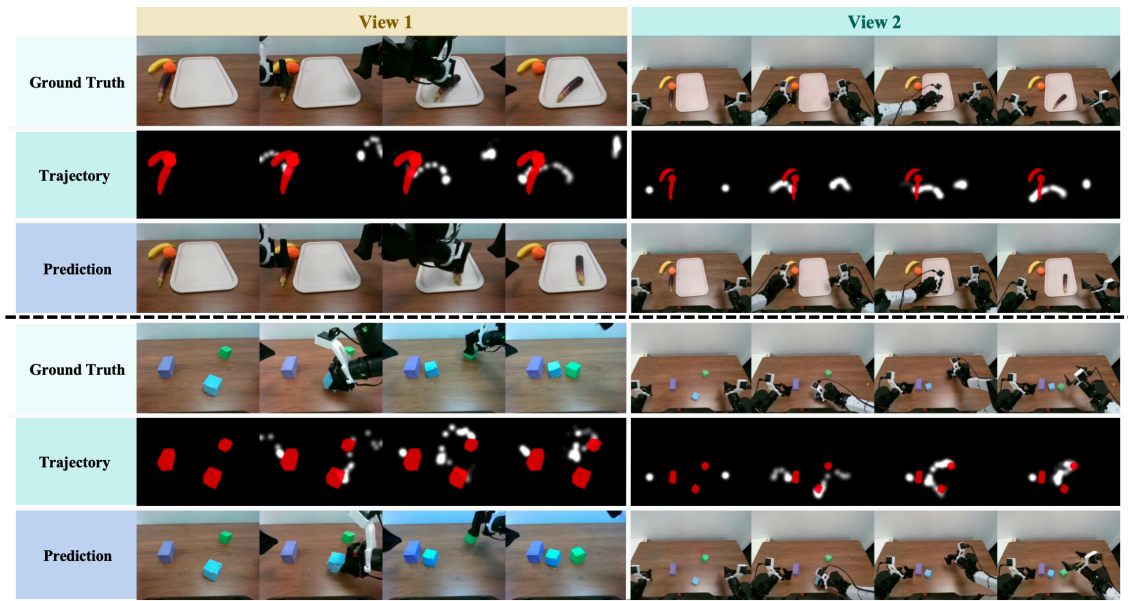 View 1
View 2
Ground Truth
Trajectory
Prediction
Ground Truth
Trajectory
Prediction